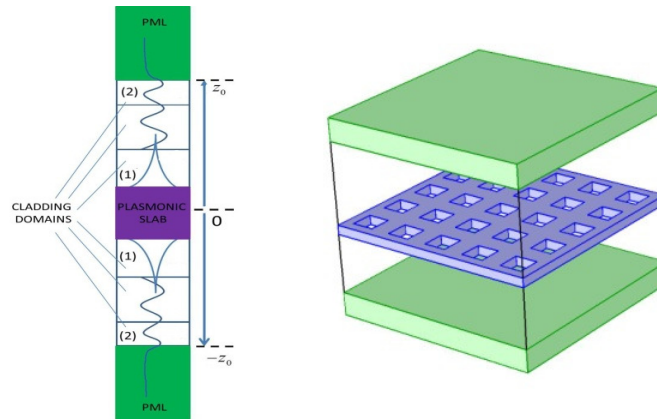 PML
(2)
z₀
(1)
CLADDING
DOMAINS
PLASMONIC
SLAB
0
(1)
(2)
−z₀
PML